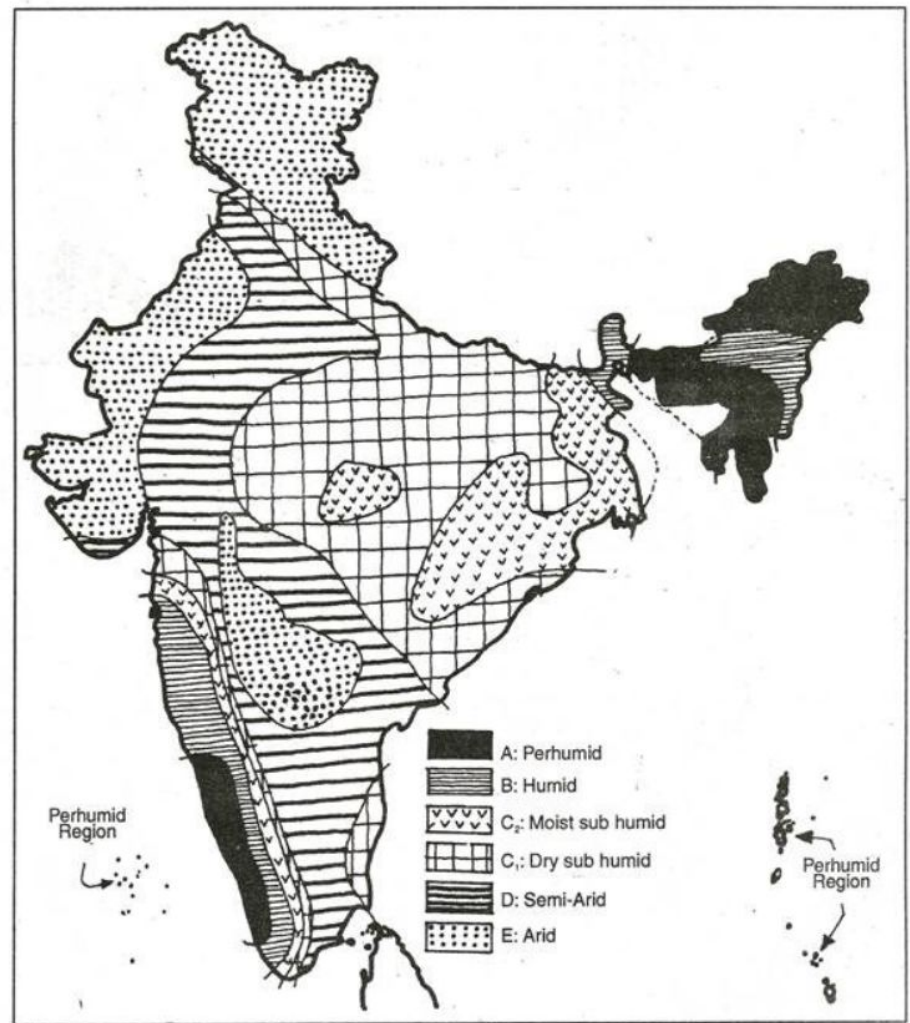 A: Perhumid
B: Humid
C₂: Moist sub humid
C₁: Dry sub humid
D: Semi-Arid
E: Arid
Perhumid
Region
Perhumid
Region